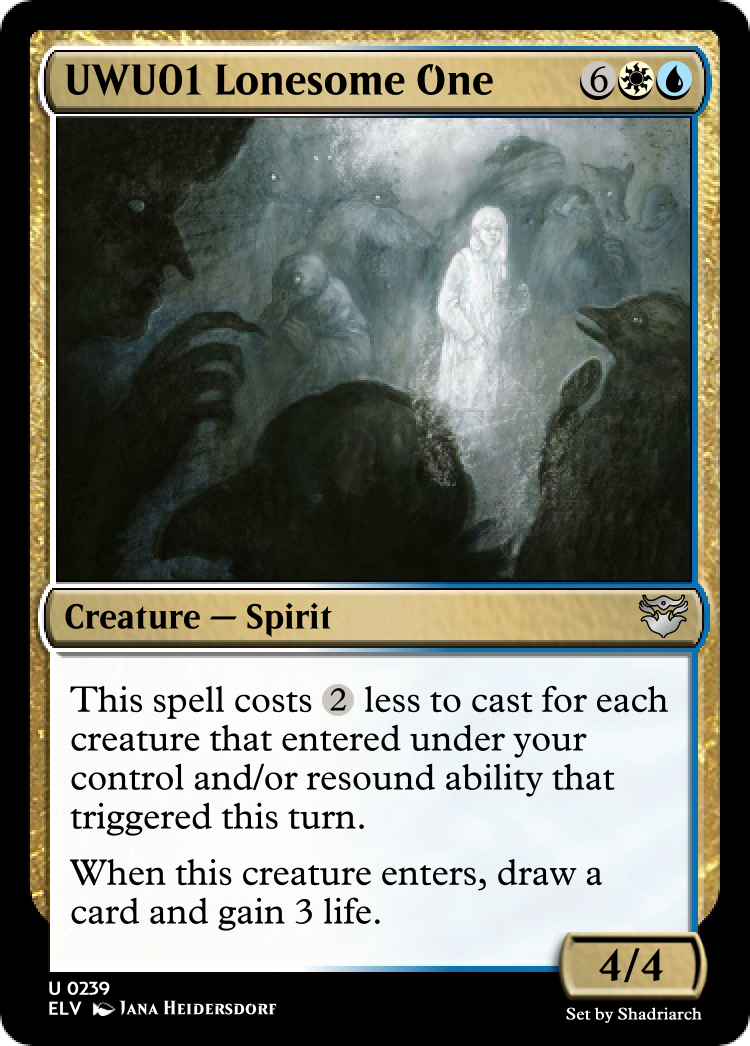 UWU01 Lonesome One 6
Creature — Spirit
This spell costs 2 less to cast for each
creature that entered under your
control and/or resound ability that
triggered this turn.
When this creature enters, draw a
card and gain 3 life.
4/4
U 0239
ELV Jana Heidersdorf
Set by Shadriarch